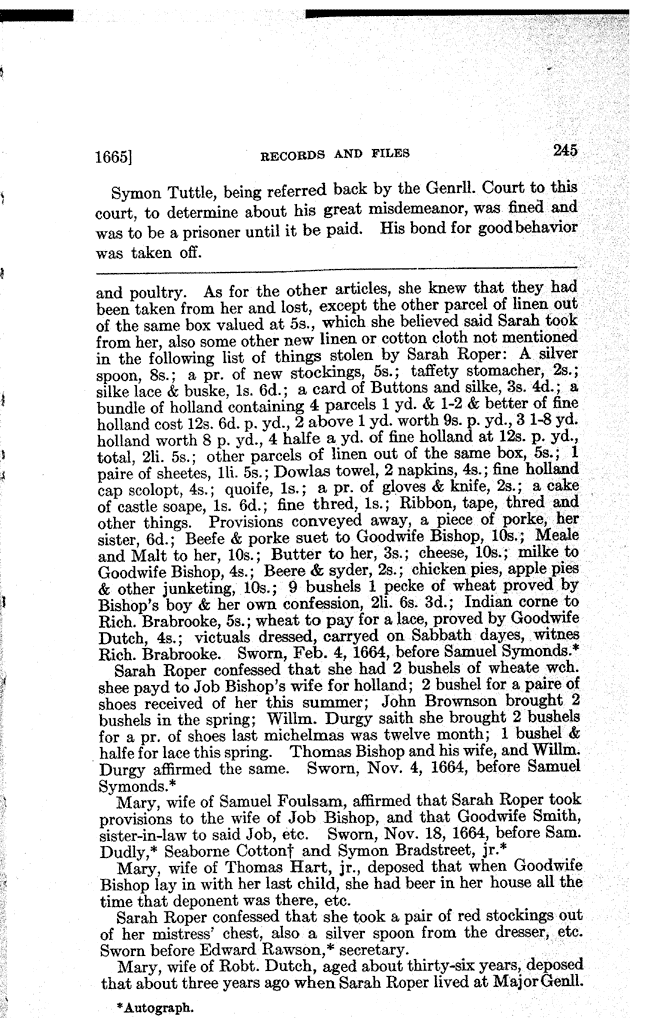 1665] RECORDS AND FILES 245
Symon Tuttle, being referred back by the Genrll. Court to this
court, to determine about his great misdemeanor, was fined and
was to be a prisoner until it be paid. His bond for good behavior
was taken off.
and poultry. As for the other articles, she knew that they had
been taken from her and lost, except the other parcel of linen out
of the same box valued at 5s., which she believed said Sarah took
from her, also some other new linen or cotton cloth not mentioned
in the following list of things stolen by Sarah Roper: A silver
spoon, 8s.; a pr. of new stockings, 5s.; taffety stomacher, 2s.;
silke lace & buske, 1s. 6d.; a card of Buttons and silke, 3s. 4d.; a
bundle of holland containing 4 parcels 1 yd. & 1-2 & better of fine
holland cost 12s. 6d. p. yd., 2 above 1 yd. worth 9s. p. yd., 3 1-8 yd.
holland worth 8 p. yd., 4 halfe a yd. of fine holland at 12s. p. yd.,
total, 2li. 5s.; other parcels of linen out of the same box, 5s.; 1
paire of sheetes, 1li. 5s.; Dowlas towel, 2 napkins, 4s.; fine holland
cap scolopt, 4s.; quoife, 1s.; a pr. of gloves & knife, 2s.; a cake
of castle soape, 1s. 6d.; fine thred, 1s.; Ribbon, tape, thred and
other things. Provisions conveyed away, a piece of porke, her
sister, 6d.; Beefe & porke suet to Goodwife Bishop, 10s.; Meale
and Malt to her, 10s.; Butter to her, 3s.; cheese, 10s.; milke to
Goodwife Bishop, 4s.; Beere & syder, 2s.; chicken pies, apple pies
& other junketing, 10s.; 9 bushels 1 pecke of wheat proved by
Bishop's boy & her own confession, 2li. 6s. 3d.; Indian corne to
Rich. Brabrooke, 5s.; wheat to pay for a lace, proved by Goodwife
Dutch, 4s.; victuals dressed, carryed on Sabbath dayes, witnes
Rich. Brabrooke. Sworn, Feb. 4, 1664, before Samuel Symonds.*
Sarah Roper confessed that she had 2 bushels of wheate wch.
shee payd to Job Bishop's wife for holland; 2 bushel for a paire of
shoes received of her this summer; John Brownson brought 2
bushels in the spring; Willm. Durgy saith she brought 2 bushels
for a pr. of shoes last michelmas was twelve month; 1 bushel &
halfe for lace this spring. Thomas Bishop and his wife, and Willm.
Durgy affirmed the same. Sworn, Nov. 4, 1664, before Samuel
Symonds.*
Mary, wife of Samuel Foulsam, affirmed that Sarah Roper took
provisions to the wife of Job Bishop, and that Goodwife Smith,
sister-in-law to said Job, etc. Sworn, Nov. 18, 1664, before Sam.
Dudly,* Seaborne Cotton† and Symon Bradstreet, jr.*
Mary, wife of Thomas Hart, jr., deposed that when Goodwife
Bishop lay in with her last child, she had beer in her house all the
time that deponent was there, etc.
Sarah Roper confessed that she took a pair of red stockings out
of her mistress' chest, also a silver spoon from the dresser, etc.
Sworn before Edward Rawson,* secretary.
Mary, wife of Robt. Dutch, aged about thirty-six years, deposed
that about three years ago when Sarah Roper lived at Major Genll.
*Autograph.